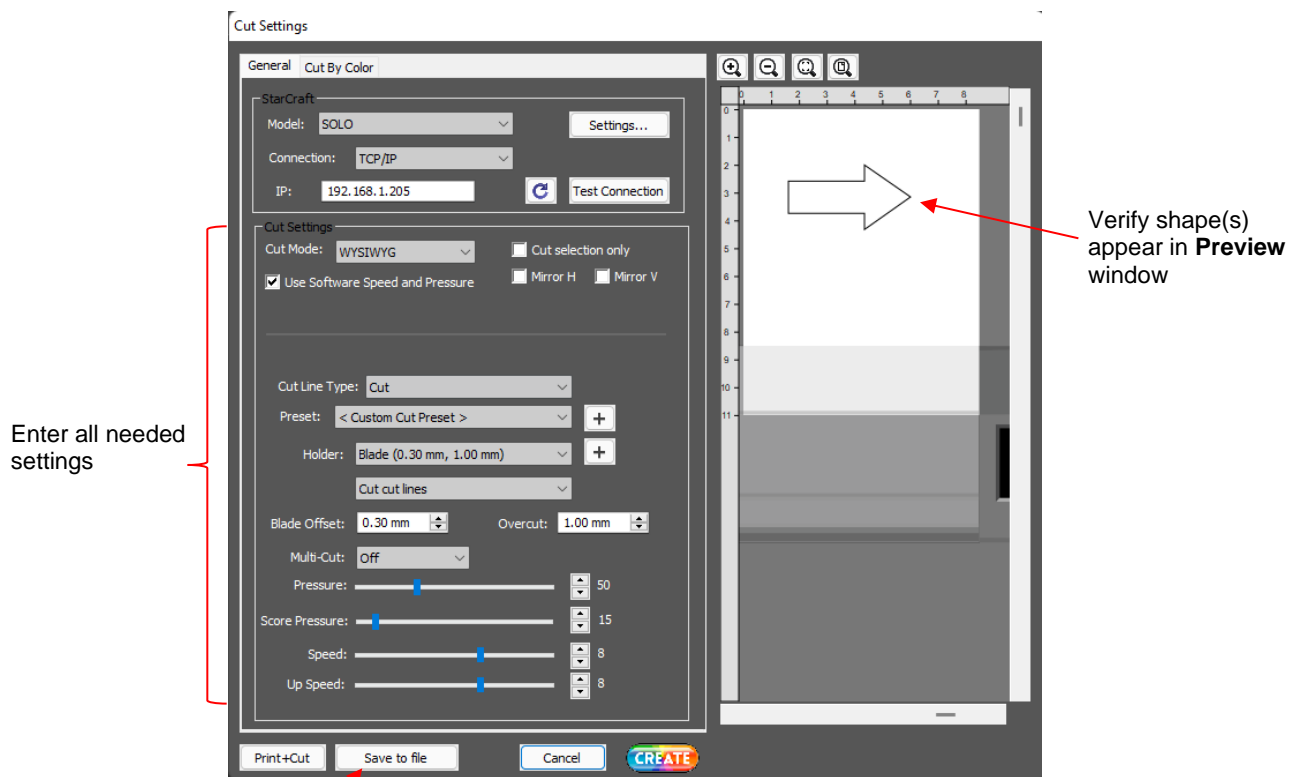 Cut Settings
General Cut By Color
StarCraft
Model: SOLO Settings...
Connection: TCP/IP
IP: 192.168.1.205 Test Connection
Cut Settings
Cut Mode: WYSIWYG Cut selection only
Use Software Speed and Pressure Mirror H Mirror V
Cut Line Type: Cut
Preset: < Custom Cut Preset > +
Holder: Blade (0.30 mm, 1.00 mm) +
Cut cut lines
Blade Offset: 0.30 mm Overcut: 1.00 mm
Multi-Cut: Off
Pressure: 50
Score Pressure: 15
Speed: 8
Up Speed: 8
Print+Cut Save to file Cancel CREATE
0 1 2 3 4 5 6 7 8
0
1
2
3
4
5
6
7
8
9
10
11
Enter all needed
settings
Verify shape(s)
appear in Preview
window